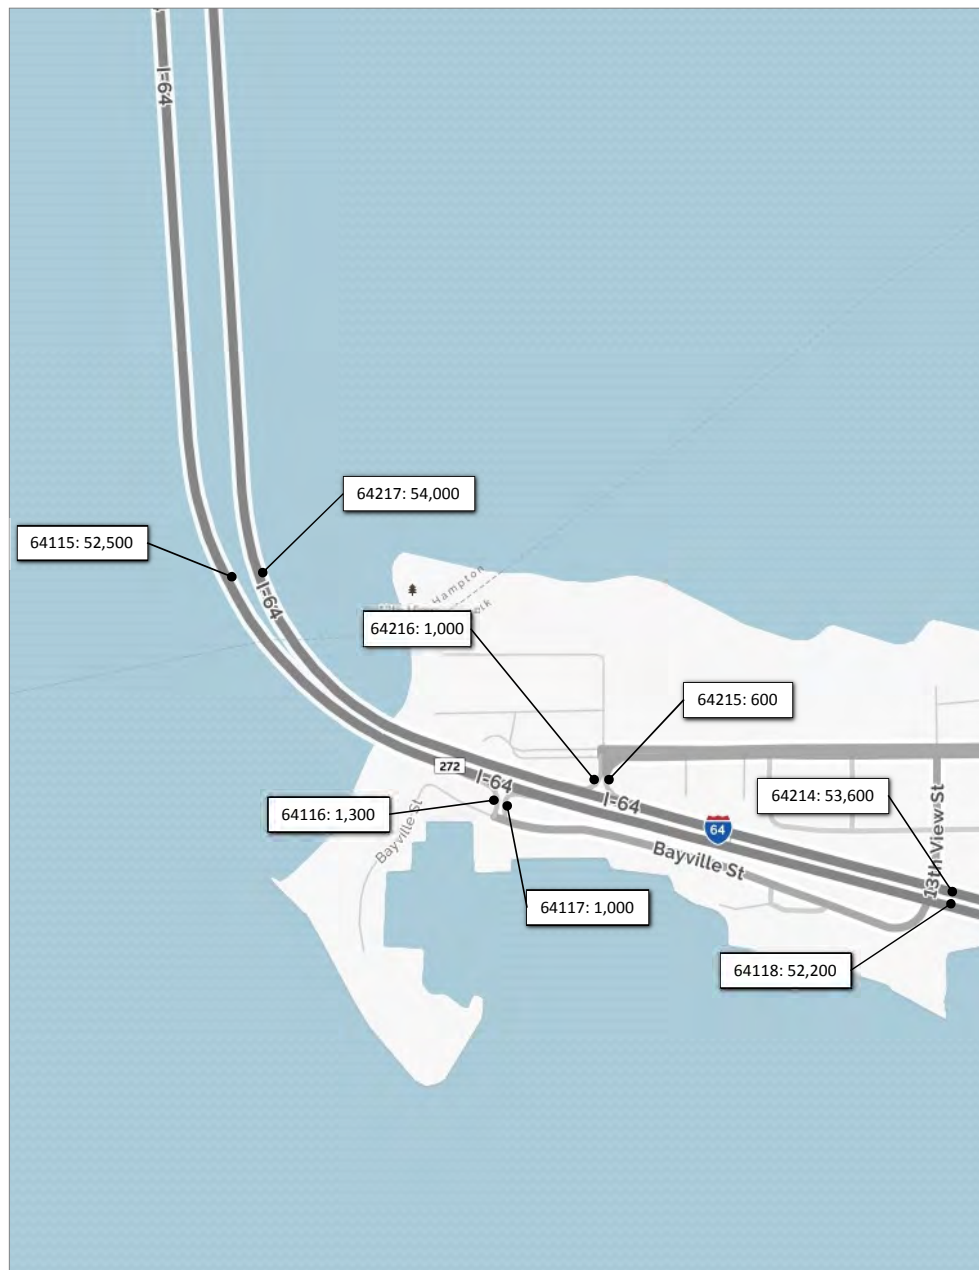 I=64
64217: 54,000
64115: 52,500
I=64
Hampton
64216: 1,000
64215: 600
272
I=64
I-64
64214: 53,600
64116: 1,300
64
Bayville St
Bayville St
13th View St
64117: 1,000
64118: 52,200